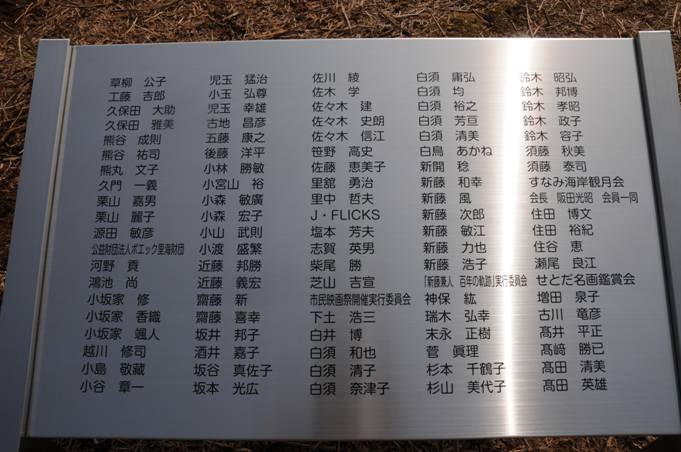 草柳 公子
工藤 吉郎
久保田 大助
久保田 雅美
熊谷 成則
熊谷 祐司
熊丸 文子
久門 一義
栗山 嘉男
栗山 麗子
源田 敏彦
公益財団法人ポエック里海財団
河野 貢
鴻池 尚
小坂家 修
小坂家 香織
小坂家 颯人
越川 修司
小島 敬蔵
小谷 章一
児玉 猛治
小玉 弘尊
児玉 幸雄
古地 昌彦
五藤 康之
後藤 洋平
小林 勝敏
小宮山 裕
小森 敏廣
小森 宏子
小山 武則
小渡 盛繁
近藤 邦勝
近藤 義宏
齋藤 新
齋藤 喜幸
坂井 邦子
酒井 嘉子
坂谷 真佐子
坂本 光広
佐川 綾
佐木 学
佐々木 建
佐々木 史朗
佐々木 信江
笹野 高史
佐藤 恵美子
里舘 勇治
里中 哲夫
J・FLICKS
塩本 芳夫
志賀 英男
柴尾 勝
芝山 吉宣
市民映画祭開催実行委員会
下土 浩三
白井 博
白須 和也
白須 清子
白須 奈津子
白須 庸弘
白須 均
白須 裕之
白須 芳亘
白須 清美
白鳥 あかね
新開 稔
新藤 和幸
新藤 風
新藤 次郎
新藤 敏江
新藤 力也
新藤 浩子
「新藤兼人 百年の軌跡」実行委員会
神保 紘
瑞木 弘幸
末永 正樹
菅 眞理
杉本 千鶴子
杉山 美代子
鈴木 昭弘
鈴木 邦博
鈴木 孝昭
鈴木 政子
鈴木 容子
須藤 秋美
須藤 泰司
すなみ海岸観月会
会長 阪田光昭 会員一同
住田 博文
住田 裕紀
住谷 恵
瀬尾 良江
せとだ名画鑑賞会
増田 泉子
古川 竜彦
髙井 平正
髙﨑 勝已
髙田 清美
髙田 英雄